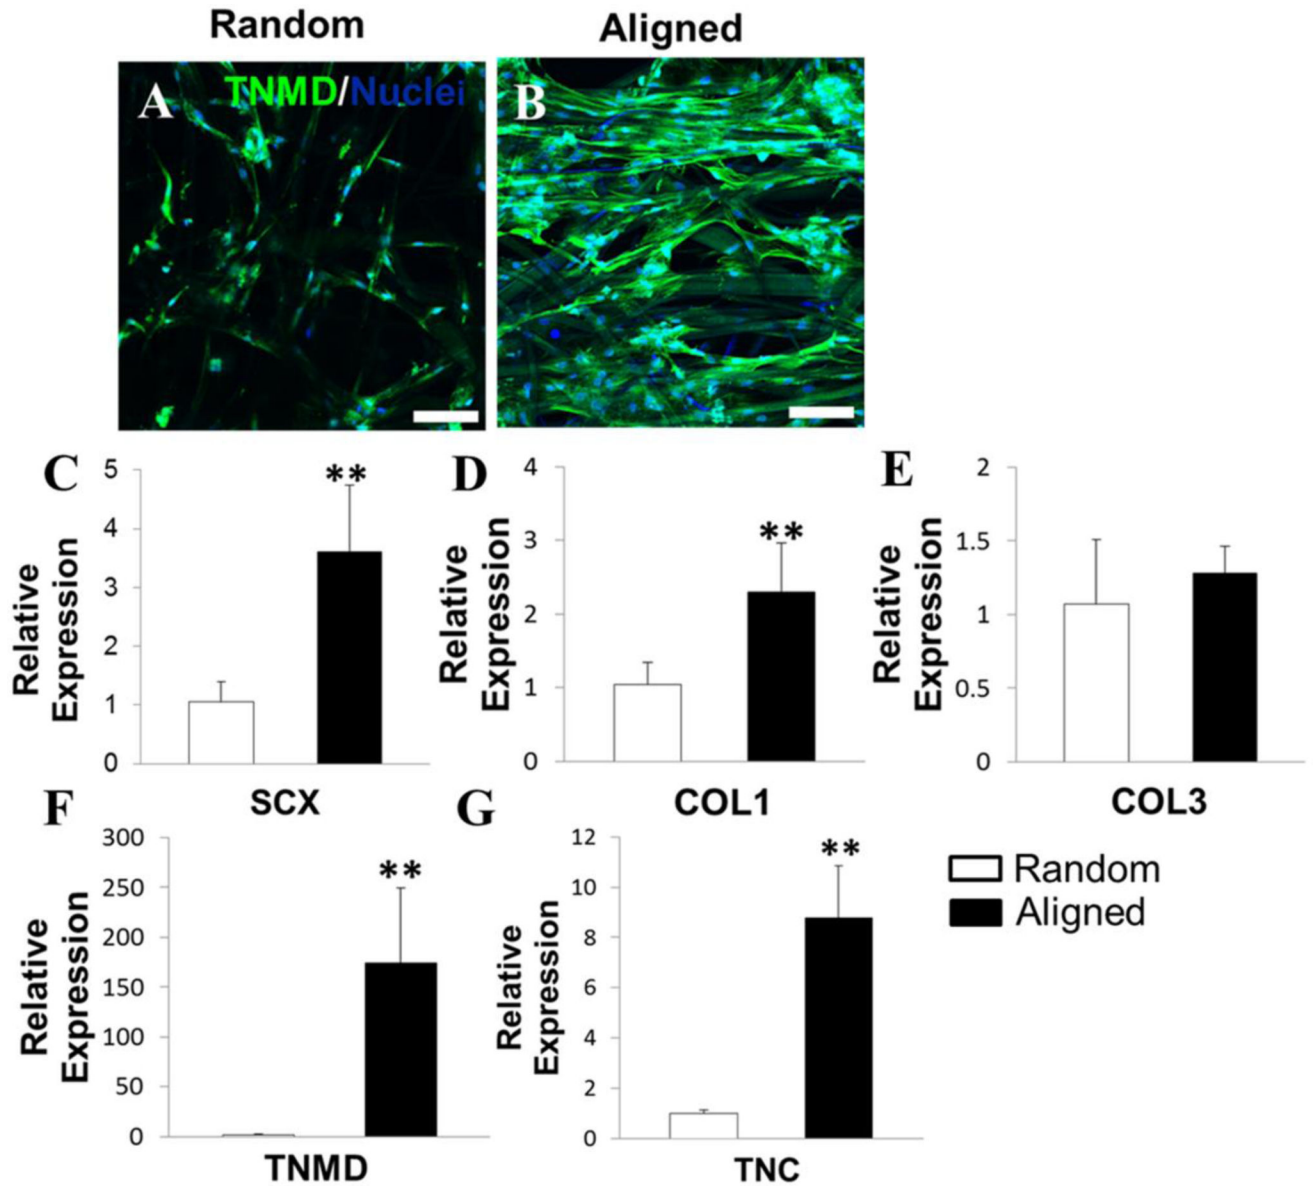 Random
Aligned
A
TNMD/Nuclei
B
C
5
4
3
2
1
0
Relative
Expression
**
SCX
D
4
3
2
1
0
Relative
Expression
**
COL1
E
2
1.5
1
0.5
0
Relative
Expression
COL3
F
300
250
200
150
100
50
0
Relative
Expression
**
TNMD
G
12
10
8
6
4
2
0
Relative
Expression
**
TNC
Random
Aligned